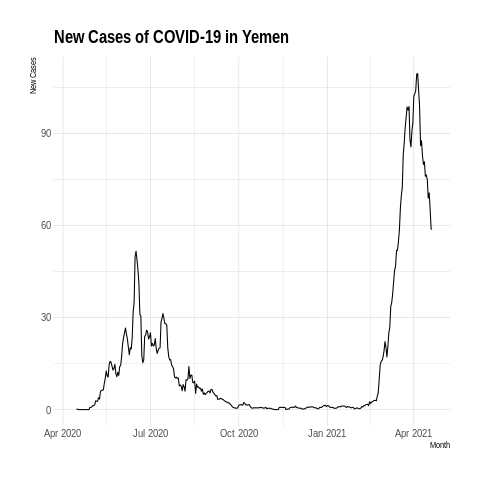 New Cases of COVID-19 in Yemen
New Cases
90
60
30
0
Apr 2020 Jul 2020 Oct 2020 Jan 2021 Apr 2021
Month